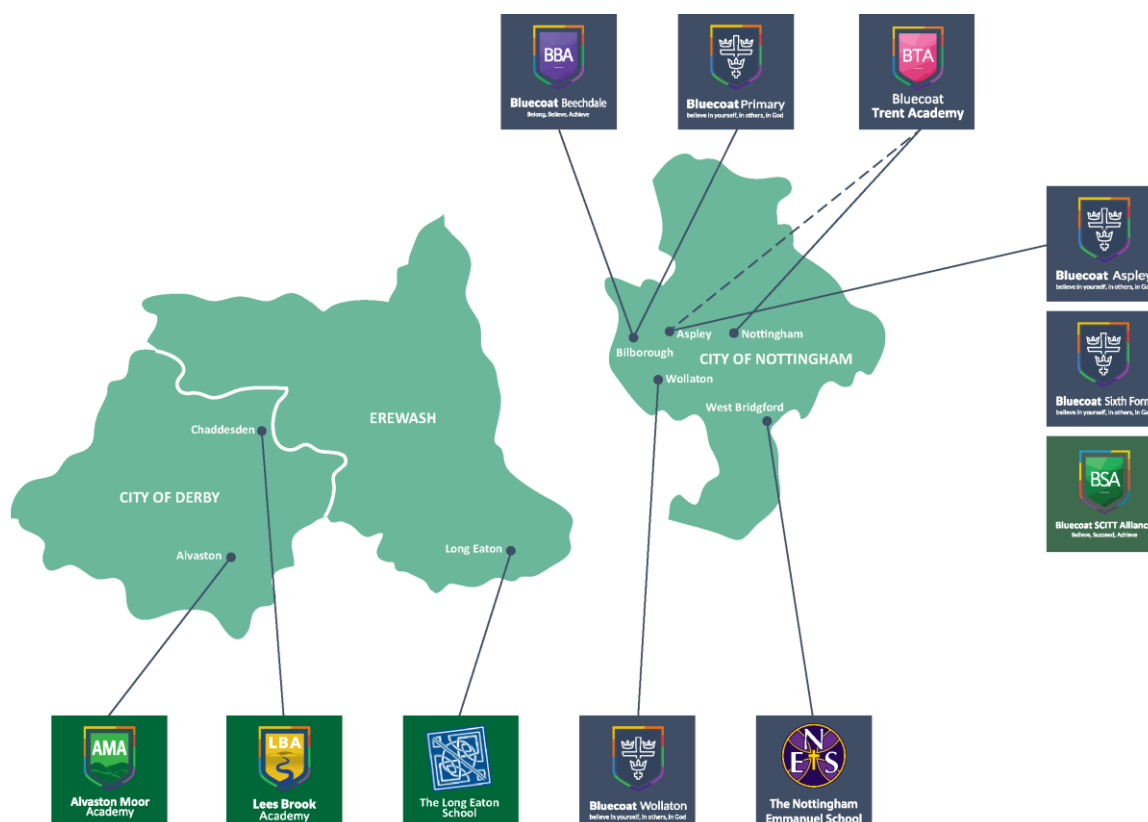 BBA
Bluecoat Beechdale
Belong, Believe, Achieve
Bluecoat Primary
believe in yourself, in others, in God
BTA
Bluecoat
Trent Academy
Bluecoat Aspley
believe in yourself, in others, in God
Bluecoat Sixth Form
believe in yourself, in others, in God
BSA
Bluecoat SCITT Alliance
Believe, Succeed, Achieve
Aspley
Nottingham
Bilborough
CITY OF NOTTINGHAM
Wollaton
West Bridgford
EREWASH
Chaddesden
CITY OF DERBY
Alvaston
Long Eaton
AMA
Alvaston Moor
Academy
LBA
Lees Brook
Academy
The Long Eaton
School
Bluecoat Wollaton
believe in yourself, in others, in God
N
E S
The Nottingham
Emmanuel School